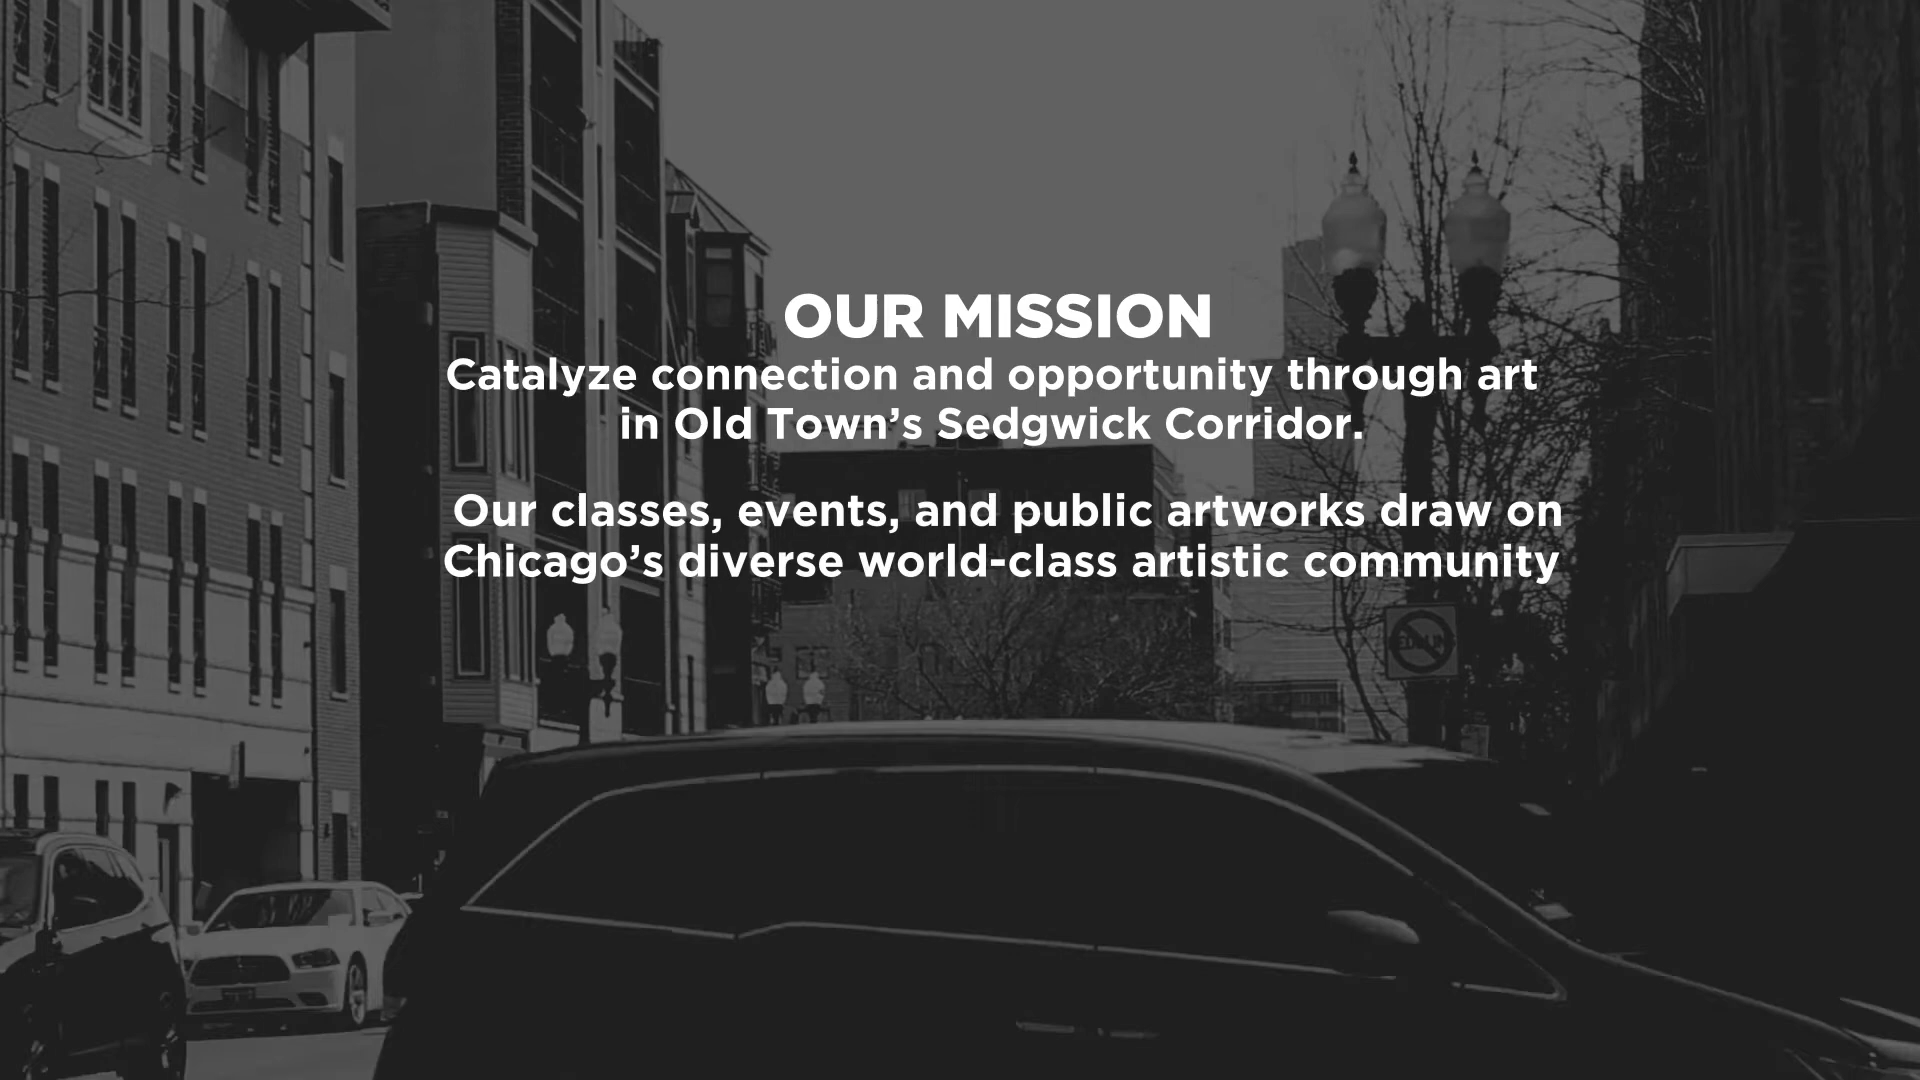 OUR MISSION
Catalyze connection and opportunity through art
in Old Town’s Sedgwick Corridor.
Our classes, events, and public artworks draw on
Chicago’s diverse world-class artistic community